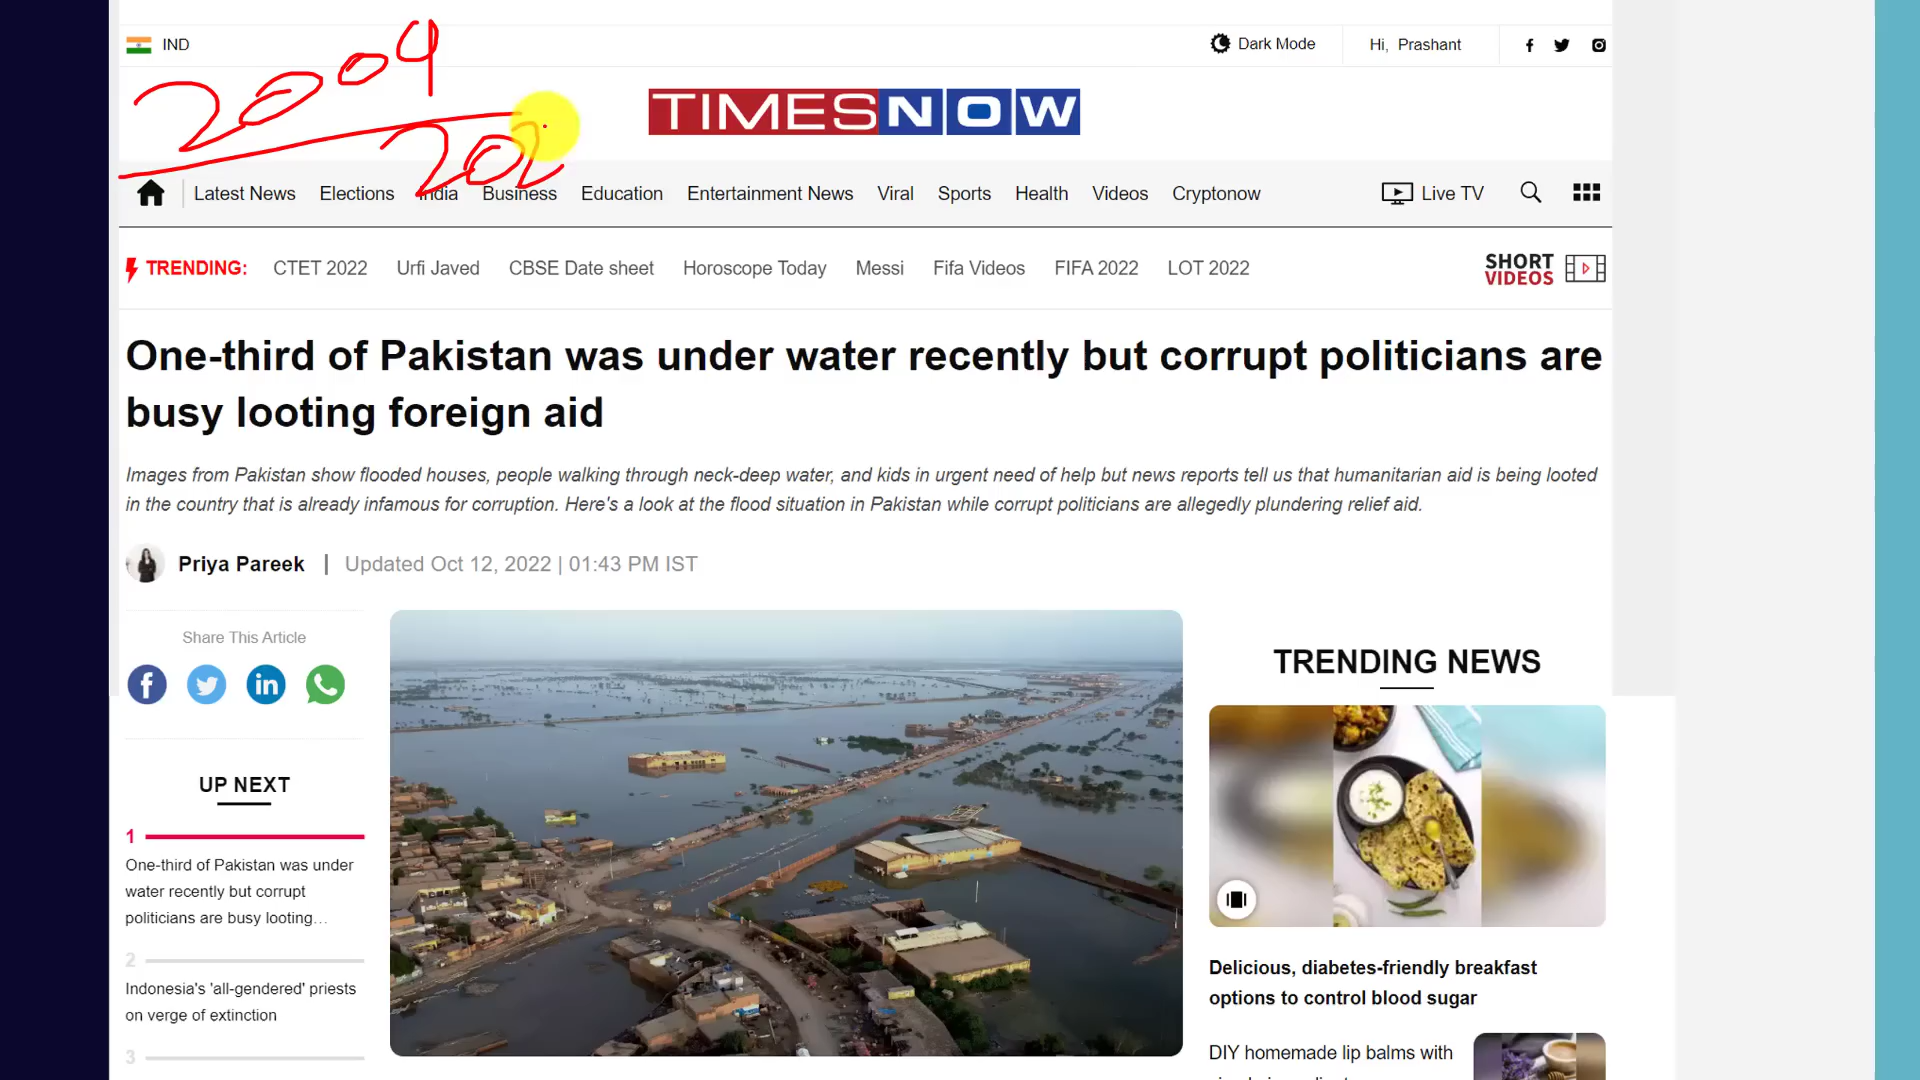 IND
Dark Mode
Hi, Prashant
2004
202
TIMES NOW
Latest News Elections India Business Education Entertainment News Viral Sports Health Videos Cryptonow
Live TV
TRENDING: CTET 2022 Urfi Javed CBSE Date sheet Horoscope Today Messi Fifa Videos FIFA 2022 LOT 2022
SHORT
VIDEOS
One-third of Pakistan was under water recently but corrupt politicians are
busy looting foreign aid
Images from Pakistan show flooded houses, people walking through neck-deep water, and kids in urgent need of help but news reports tell us that humanitarian aid is being looted
in the country that is already infamous for corruption. Here's a look at the flood situation in Pakistan while corrupt politicians are allegedly plundering relief aid.
Priya Pareek | Updated Oct 12, 2022 | 01:43 PM IST
Share This Article
UP NEXT
1
One-third of Pakistan was under
water recently but corrupt
politicians are busy looting...
2
Indonesia's 'all-gendered' priests
on verge of extinction
3
TRENDING NEWS
Delicious, diabetes-friendly breakfast
options to control blood sugar
DIY homemade lip balms with